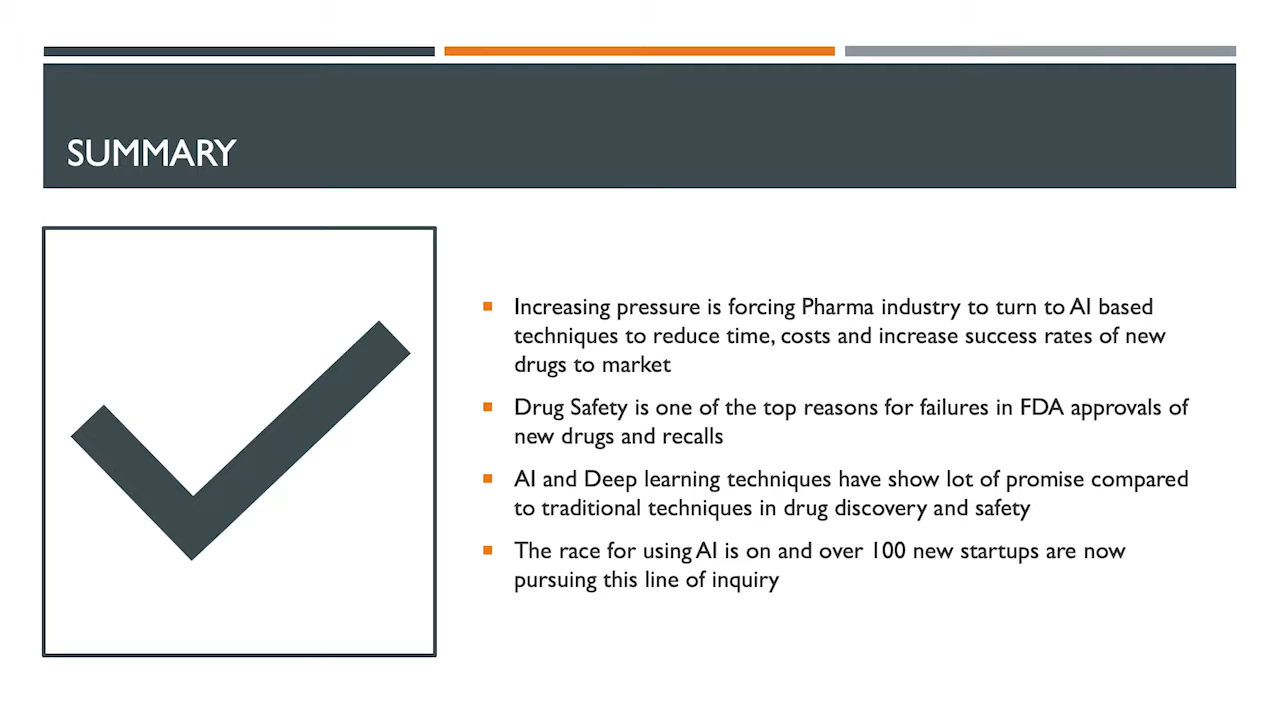 SUMMARY
Increasing pressure is forcing Pharma industry to turn to AI based
techniques to reduce time, costs and increase success rates of new
drugs to market
Drug Safety is one of the top reasons for failures in FDA approvals of
new drugs and recalls
AI and Deep learning techniques have show lot of promise compared
to traditional techniques in drug discovery and safety
The race for using AI is on and over 100 new startups are now
pursuing this line of inquiry